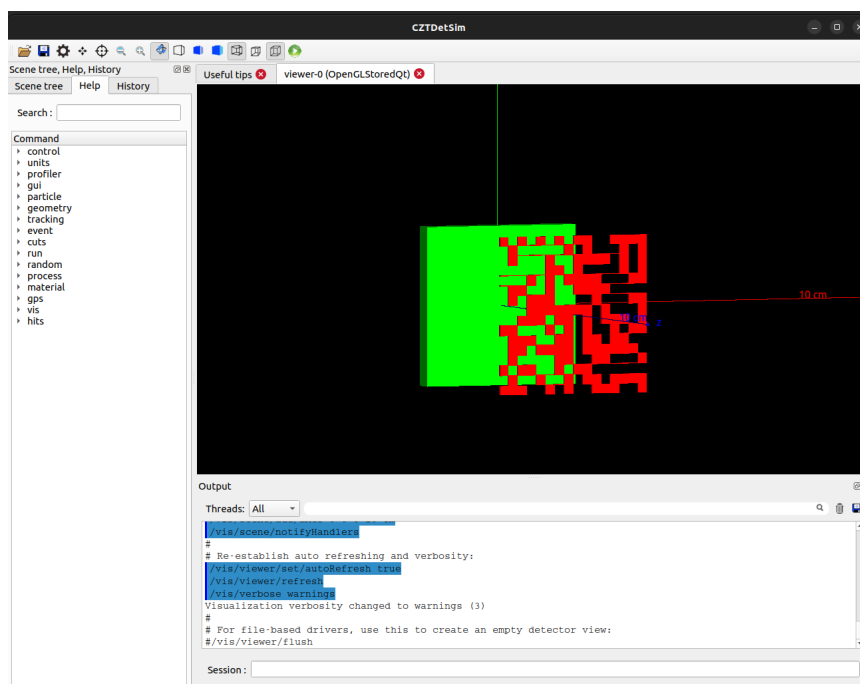 CZTDetSim
Scene tree, Help, History
Useful tips
viewer-0 (OpenGLStoredQt)
Scene tree
Help
History
Search :
Command
control
units
profiler
gui
particle
geometry
tracking
event
cuts
run
random
process
material
gps
vis
hits
10 cm
Output
Threads: All
/vis/scene/notifyHandlers
#
# Re-establish auto refreshing and verbosity:
/vis/viewer/set/autoRefresh true
/vis/viewer/refresh
/vis/verbose warnings
Visualization verbosity changed to warnings (3)
#
# For file-based drivers, use this to create an empty detector view:
#/vis/viewer/flush
Session :